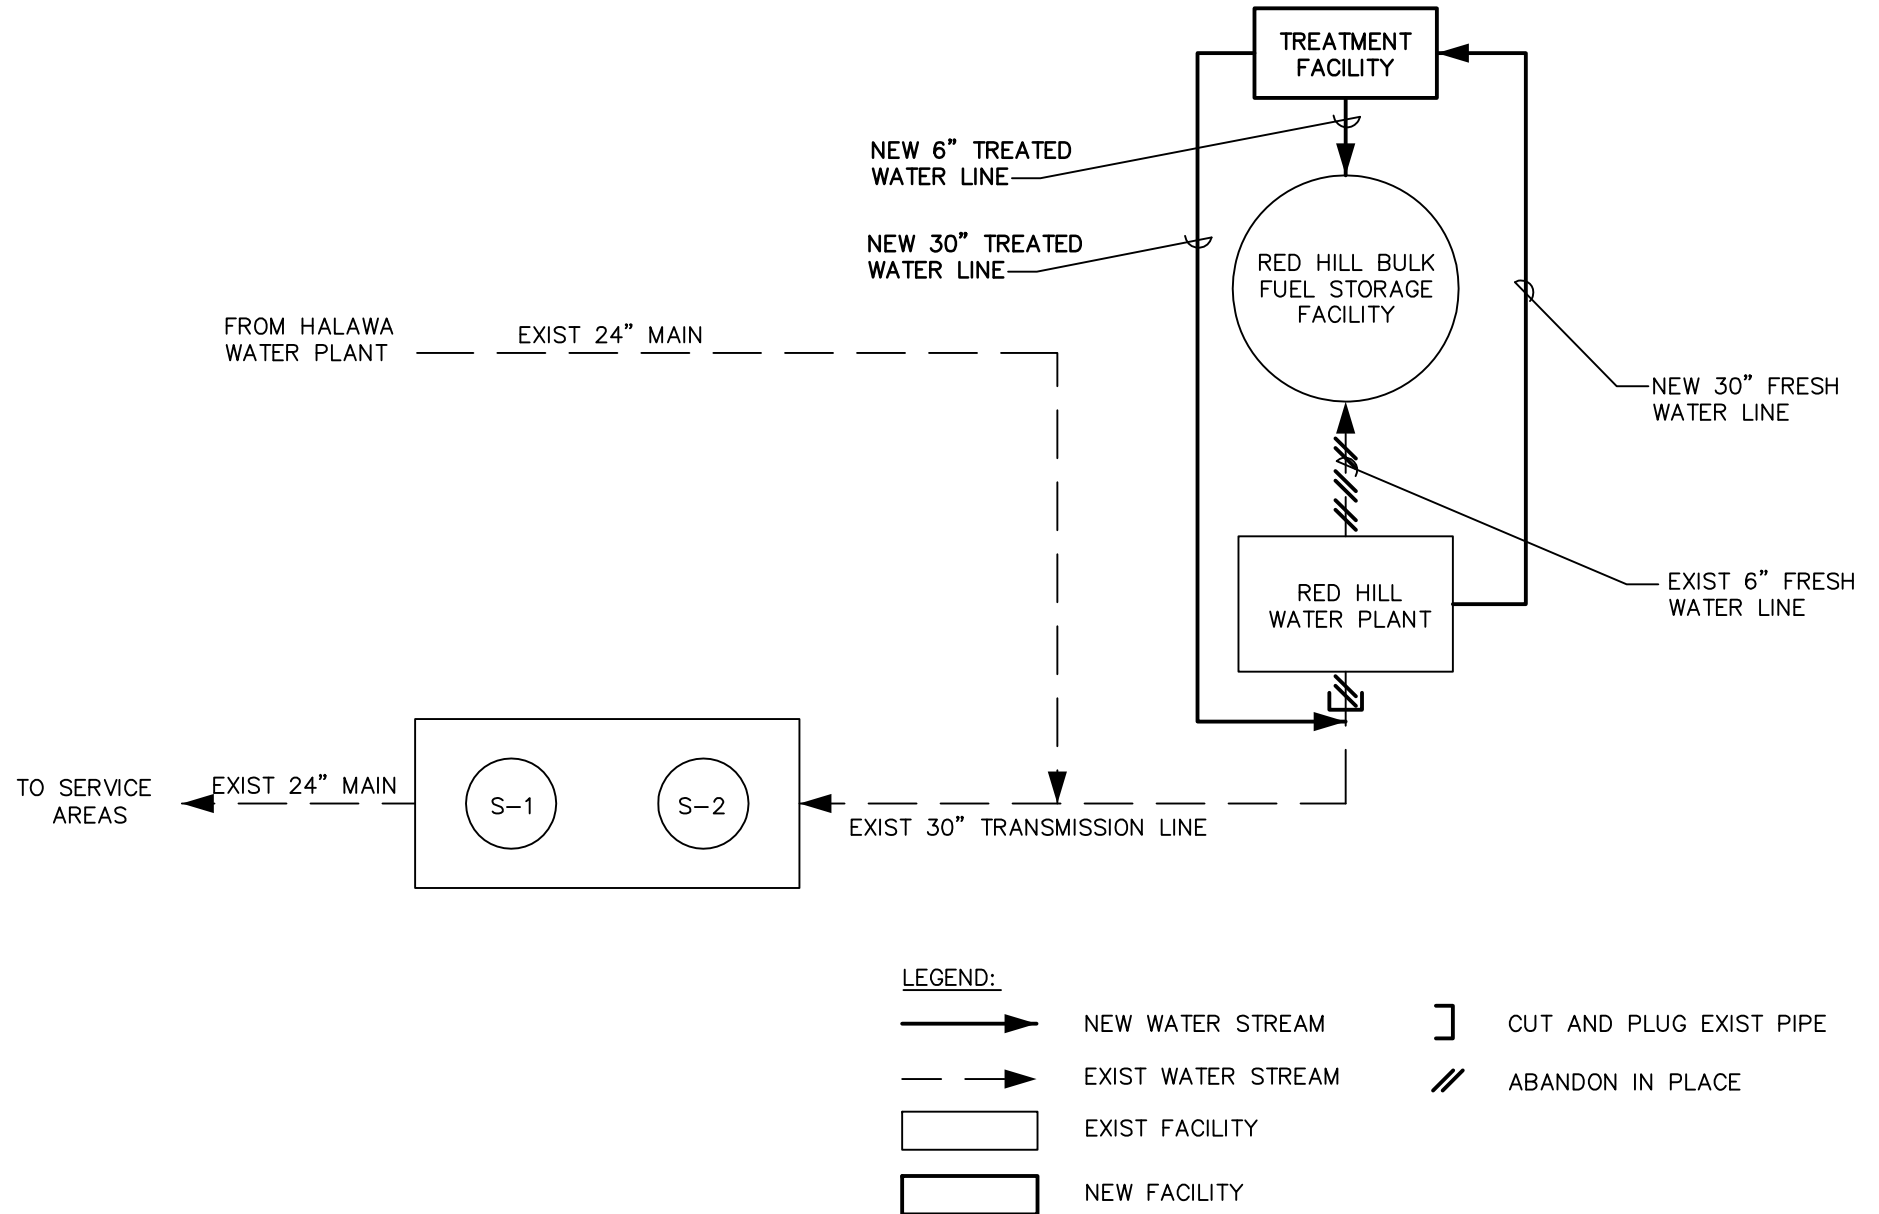 TREATMENT
FACILITY
NEW 6” TREATED
WATER LINE
NEW 30” TREATED
WATER LINE
RED HILL BULK
FUEL STORAGE
FACILITY
FROM HALAWA
WATER PLANT
EXIST 24” MAIN
NEW 30” FRESH
WATER LINE
EXIST 6” FRESH
WATER LINE
RED HILL
WATER PLANT
TO SERVICE
AREAS
EXIST 24” MAIN
S-1
S-2
EXIST 30” TRANSMISSION LINE
LEGEND:
NEW WATER STREAM
CUT AND PLUG EXIST PIPE
EXIST WATER STREAM
ABANDON IN PLACE
EXIST FACILITY
NEW FACILITY